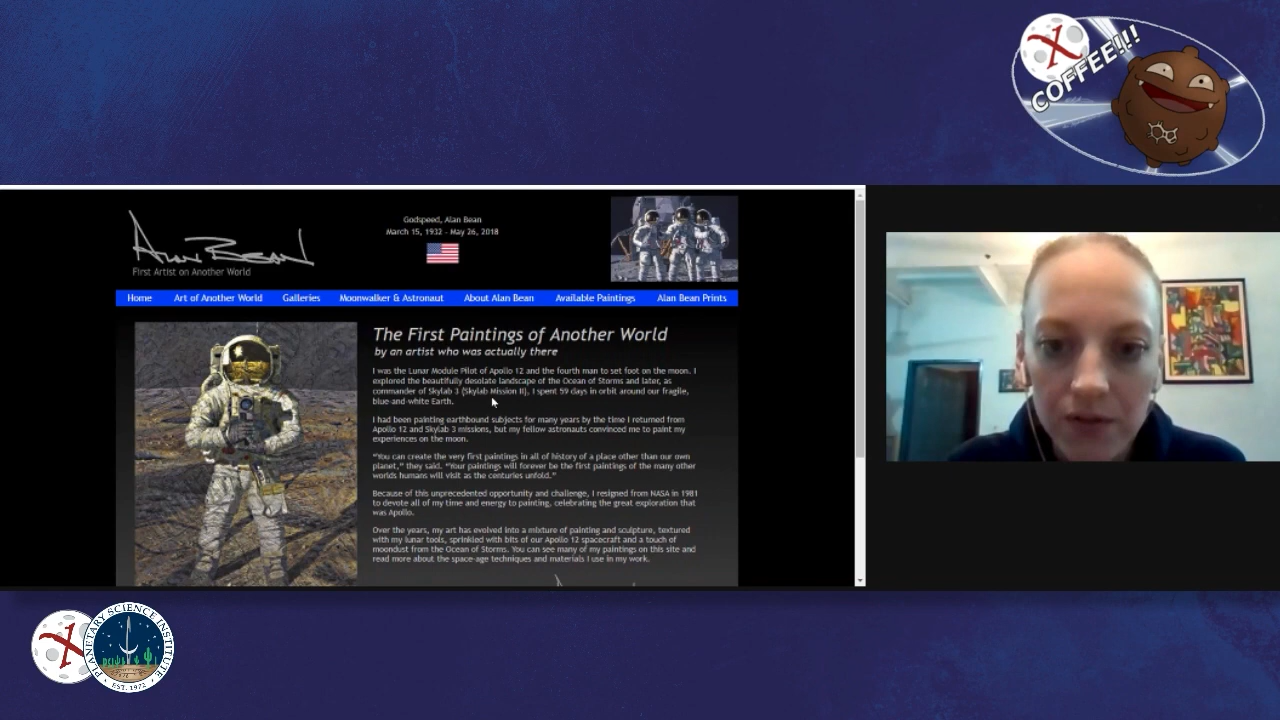 COFFEE!!!
Alan Bean
First Artist on Another World
Godspeed, Alan Bean
March 15, 1932 - May 26, 2018
Home Art of Another World Galleries Moonwalker & Astronaut About Alan Bean Available Paintings Alan Bean Prints
The First Paintings of Another World
by an artist who was actually there
I was the Lunar Module Pilot of Apollo 12 and the fourth man to set foot on the moon. I
explored the beautifully desolate landscape of the Ocean of Storms and later, as
commander of Skylab 3 (Skylab Mission II), I spent 59 days in orbit around our fragile,
blue-and-white Earth.
I had been painting earthbound subjects for many years by the time I returned from
Apollo 12 and Skylab 3 missions, but my fellow astronauts convinced me to paint my
experiences on the moon.
“You can create the very first paintings in all of history of a place other than our own
planet,” they said. “Your paintings will forever be the first paintings of the many other
worlds humans will visit as the centuries unfold.”
Because of this unprecedented opportunity and challenge, I resigned from NASA in 1981
to devote all of my time and energy to painting, celebrating the great exploration that
was Apollo.
Over the years, my art has evolved into a mixture of painting and sculpture, textured
with my lunar tools, sprinkled with bits of our Apollo 12 spacecraft and a touch of
moondust from the Ocean of Storms. You can see many of my paintings on this site and
read more about the space-age techniques and materials I use in my work.
X
X
PLANETARY SCIENCE INSTITUTE
EST. 1972